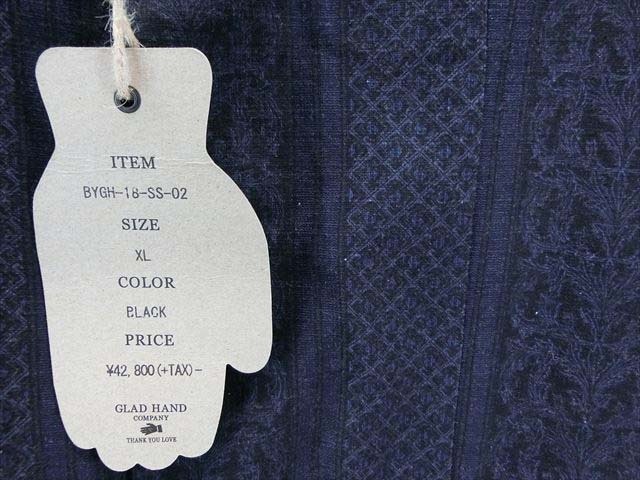 ITEM
BYGH-18-SS-02
SIZE
XL
COLOR
BLACK
PRICE
¥42,800(+TAX)-
GLAD HAND
COMPANY
THANK YOU LOVE